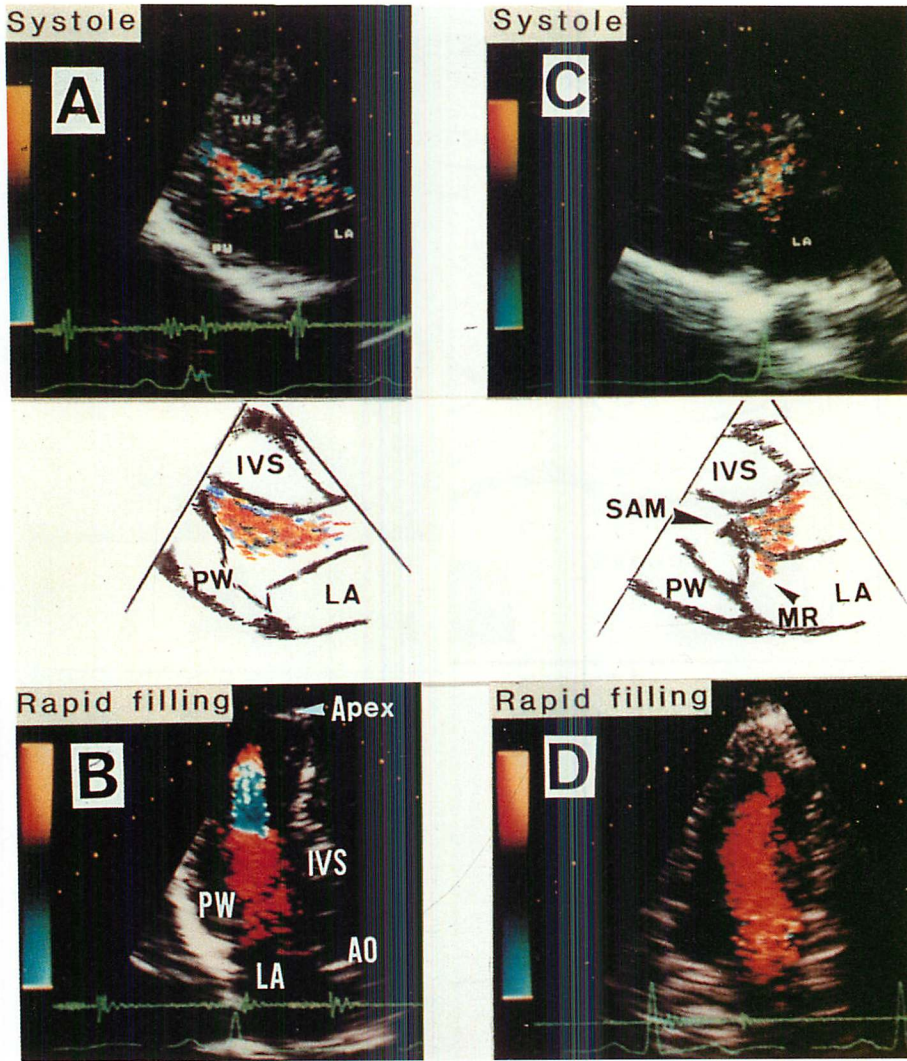 Systole
A
IVS
PW
LA
Systole
C
LA
IVS
PW
LA
IVS
SAM
PW
LA
MR
Rapid filling
B
Apex
IVS
PW
AO
LA
Rapid filling
D